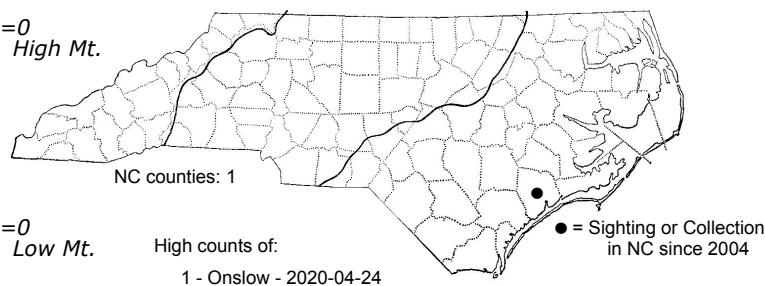 =0
High Mt.
NC counties: 1
=0
Low Mt.
High counts of:
1 - Onslow - 2020-04-24
● = Sighting or Collection
in NC since 2004